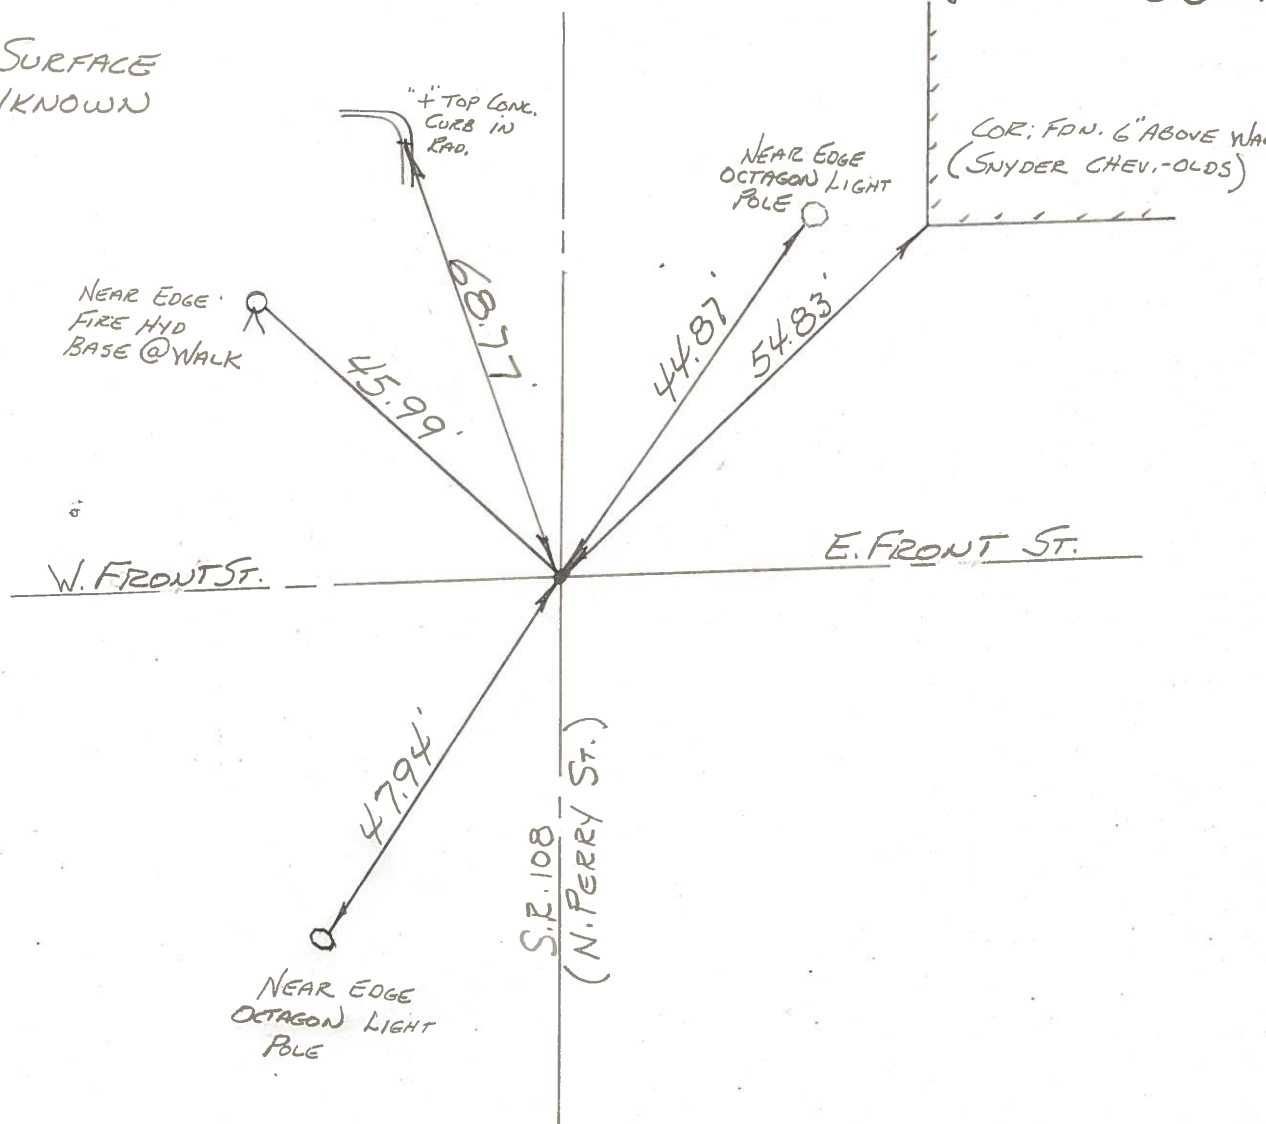 SURFACE
KNOWN
"+" TOP CONC.
CURB IN
RAD.
NEAR EDGE
OCTAGON LIGHT
POLE
COR. FDN. 6" ABOVE
(SNYDER CHEV.-OLDS)
NEAR EDGE
FIRE HYD
BASE @ WALK
68.77'
45.99'
44.87'
54.83'
W. FRONT ST.
E. FRONT ST.
47.94'
S.R. 108
(N. PERRY ST.)
NEAR EDGE
OCTAGON LIGHT
POLE